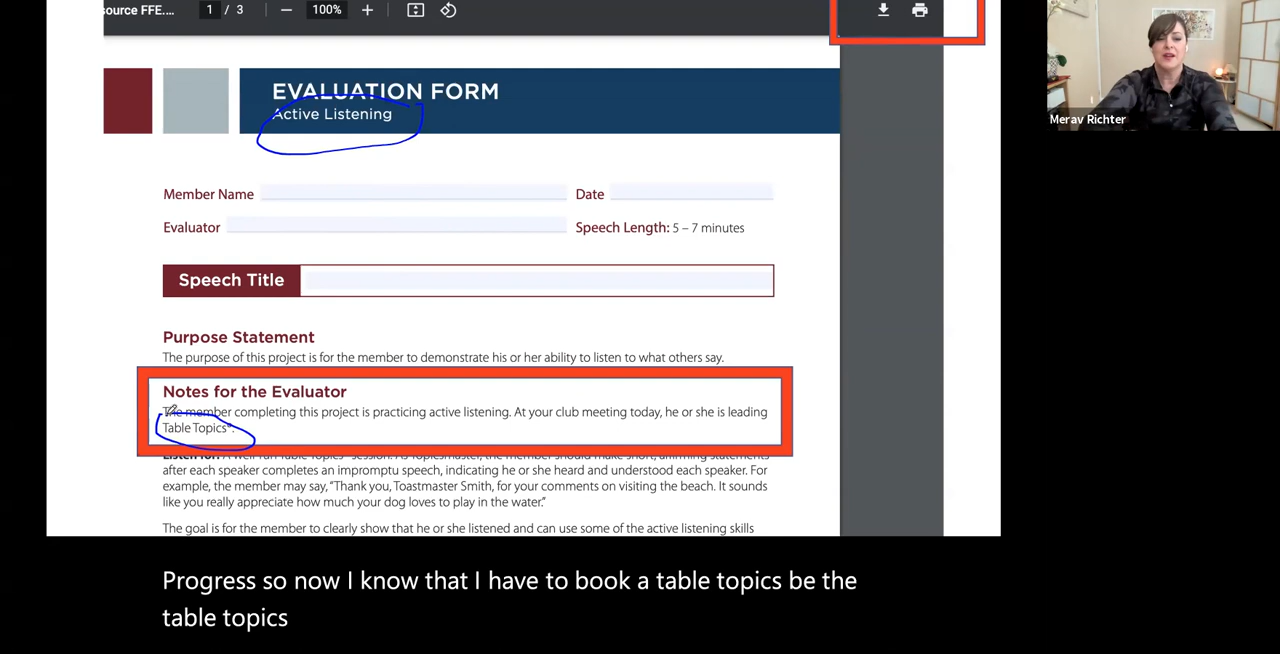 source FFE.... 1 / 3 100%
EVALUATION FORM
Active Listening
Merav Richter
Member Name Date
Evaluator Speech Length: 5 – 7 minutes
Speech Title
Purpose Statement
The purpose of this project is for the member to demonstrate his or her ability to listen to what others say.
Notes for the Evaluator
The member completing this project is practicing active listening. At your club meeting today, he or she is leading
Table Topics®.
after each speaker completes an impromptu speech, indicating he or she heard and understood each speaker. For
example, the member may say, “Thank you, Toastmaster Smith, for your comments on visiting the beach. It sounds
like you really appreciate how much your dog loves to play in the water.”
The goal is for the member to clearly show that he or she listened and can use some of the active listening skills
Progress so now I know that I have to book a table topics be the
table topics